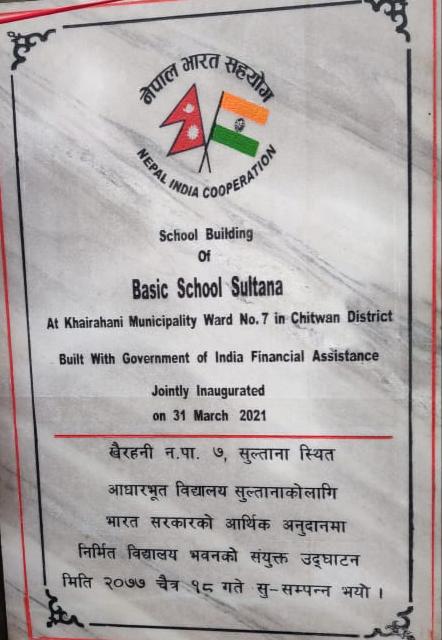 नेपाल भारत सहयोग
NEPAL INDIA COOPERATION
School Building
Of
Basic School Sultana
At Khairahani Municipality Ward No.7 in Chitwan District
Built With Government of India Financial Assistance
Jointly Inaugurated
on 31 March 2021
खैरहनी न.पा. ७, सुल्ताना स्थित
आधारभूत विद्यालय सुल्तानाकोलागि
भारत सरकारको आर्थिक अनुदानमा
निर्मित विद्यालय भवनको संयुक्त उद्घाटन
मिति २०७७ चैत्र १८ गते सु-सम्पन्न भयो ।